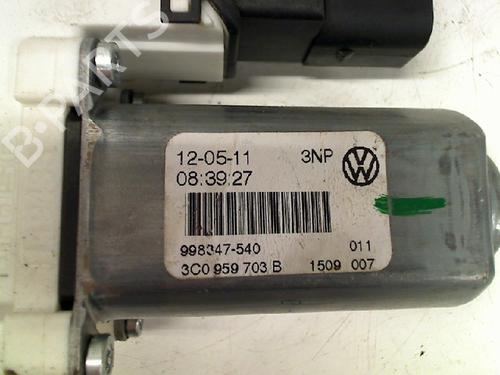 B-PARTS
12-05-11 3NP
08:39:27
998347-540 011
3C0 959 703 B 1509 007